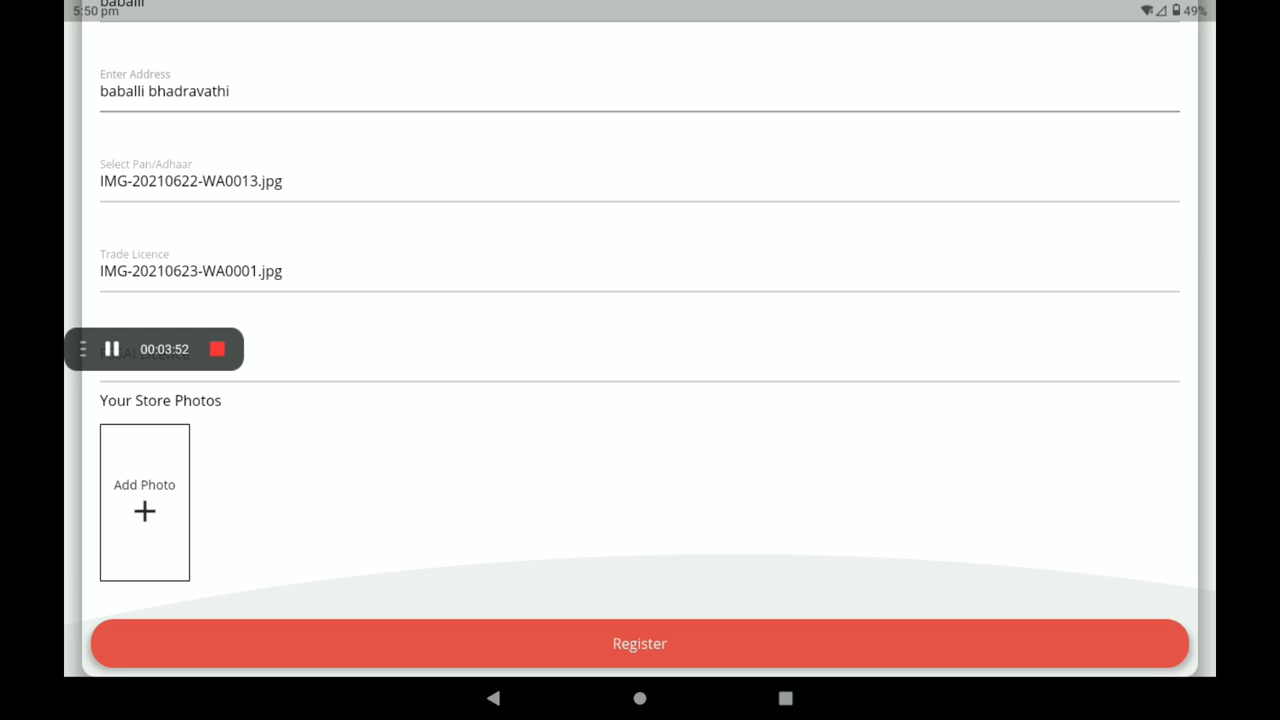 baballi
5:50 pm
49%
Enter Address
baballi bhadravathi
Select Pan/Adhaar
IMG-20210622-WA0013.jpg
Trade Licence
IMG-20210623-WA0001.jpg
00:03:52
Your Store Photos
Add Photo
Register